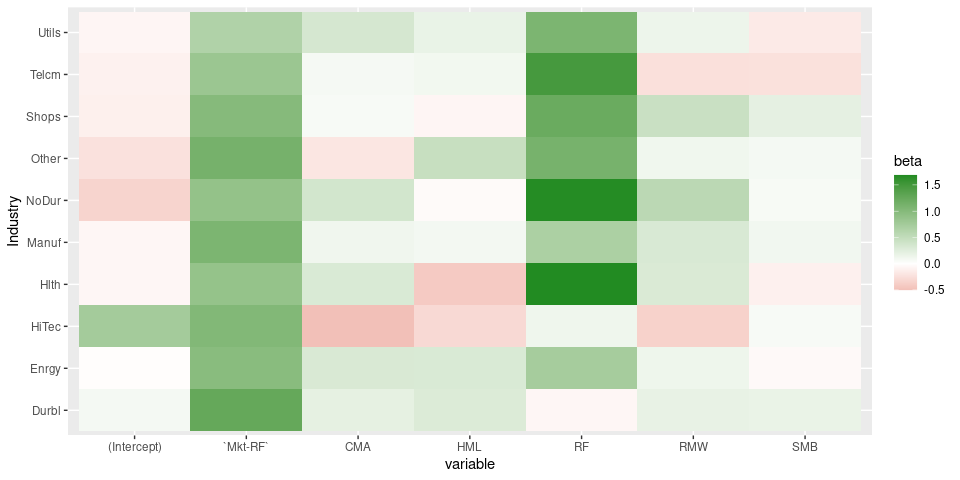 Industry
Utils
Telcm
Shops
Other
NoDur
Manuf
Hlth
HiTec
Enrgy
Durbl
(Intercept) `Mkt-RF` CMA HML RF RMW SMB
variable
beta
1.5
1.0
0.5
0.0
-0.5